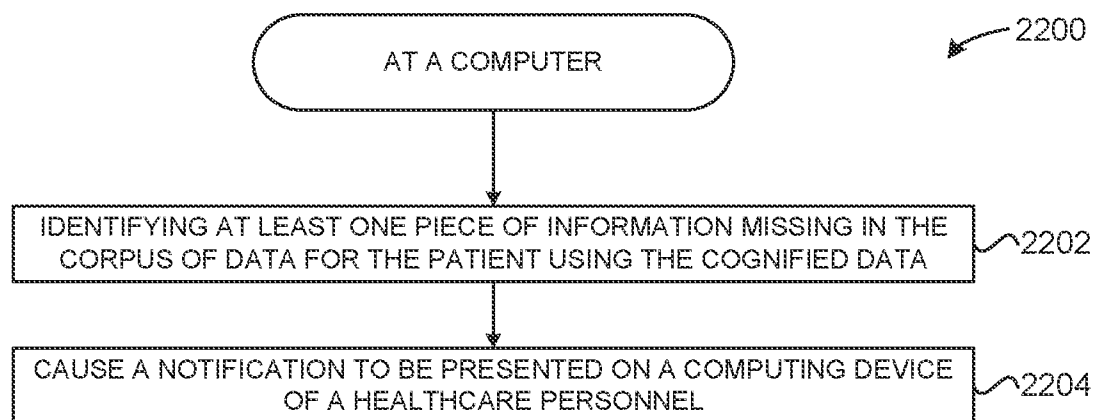 2200
AT A COMPUTER
IDENTIFYING AT LEAST ONE PIECE OF INFORMATION MISSING IN THE
CORPUS OF DATA FOR THE PATIENT USING THE COGNIFIED DATA
2202
CAUSE A NOTIFICATION TO BE PRESENTED ON A COMPUTING DEVICE
OF A HEALTHCARE PERSONNEL
2204